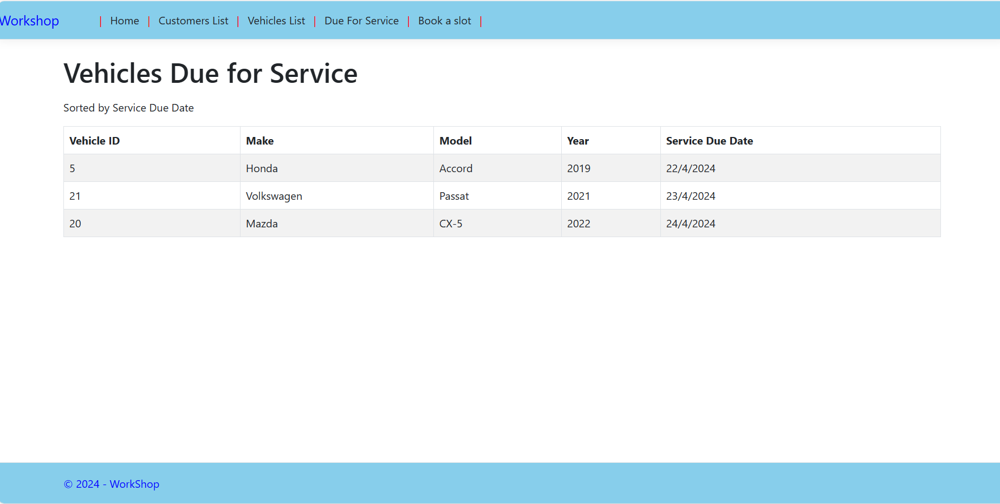 Workshop | Home | Customers List | Vehicles List | Due For Service | Book a slot |
Vehicles Due for Service
Sorted by Service Due Date
Vehicle ID Make Model Year Service Due Date
5 Honda Accord 2019 22/4/2024
21 Volkswagen Passat 2021 23/4/2024
20 Mazda CX-5 2022 24/4/2024
© 2024 - WorkShop